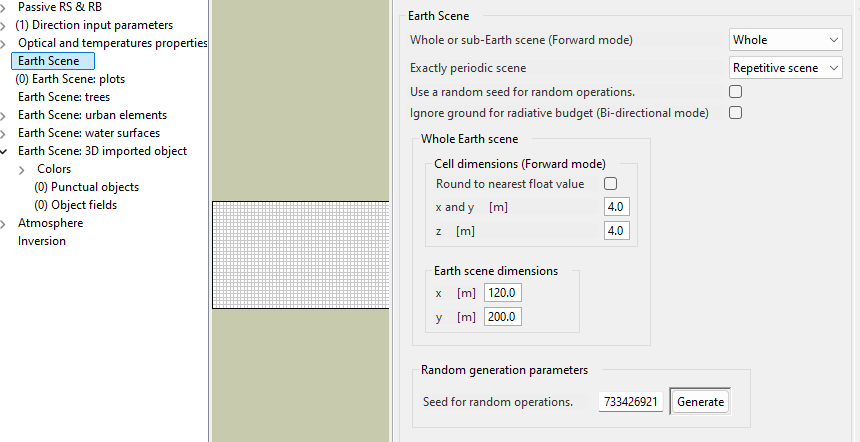 Passive RS & RB
(1) Direction input parameters
Optical and temperatures properties
Earth Scene
(0) Earth Scene: plots
Earth Scene: trees
Earth Scene: urban elements
Earth Scene: water surfaces
Earth Scene: 3D imported object
Colors
(0) Punctual objects
(0) Object fields
Atmosphere
Inversion
Earth Scene
Whole or sub-Earth scene (Forward mode) Whole
Exactly periodic scene Repetitive scene
Use a random seed for random operations.
Ignore ground for radiative budget (Bi-directional mode)
Whole Earth scene
Cell dimensions (Forward mode)
Round to nearest float value
x and y [m] 4.0
z [m] 4.0
Earth scene dimensions
x [m] 120.0
y [m] 200.0
Random generation parameters
Seed for random operations. 733426921 Generate